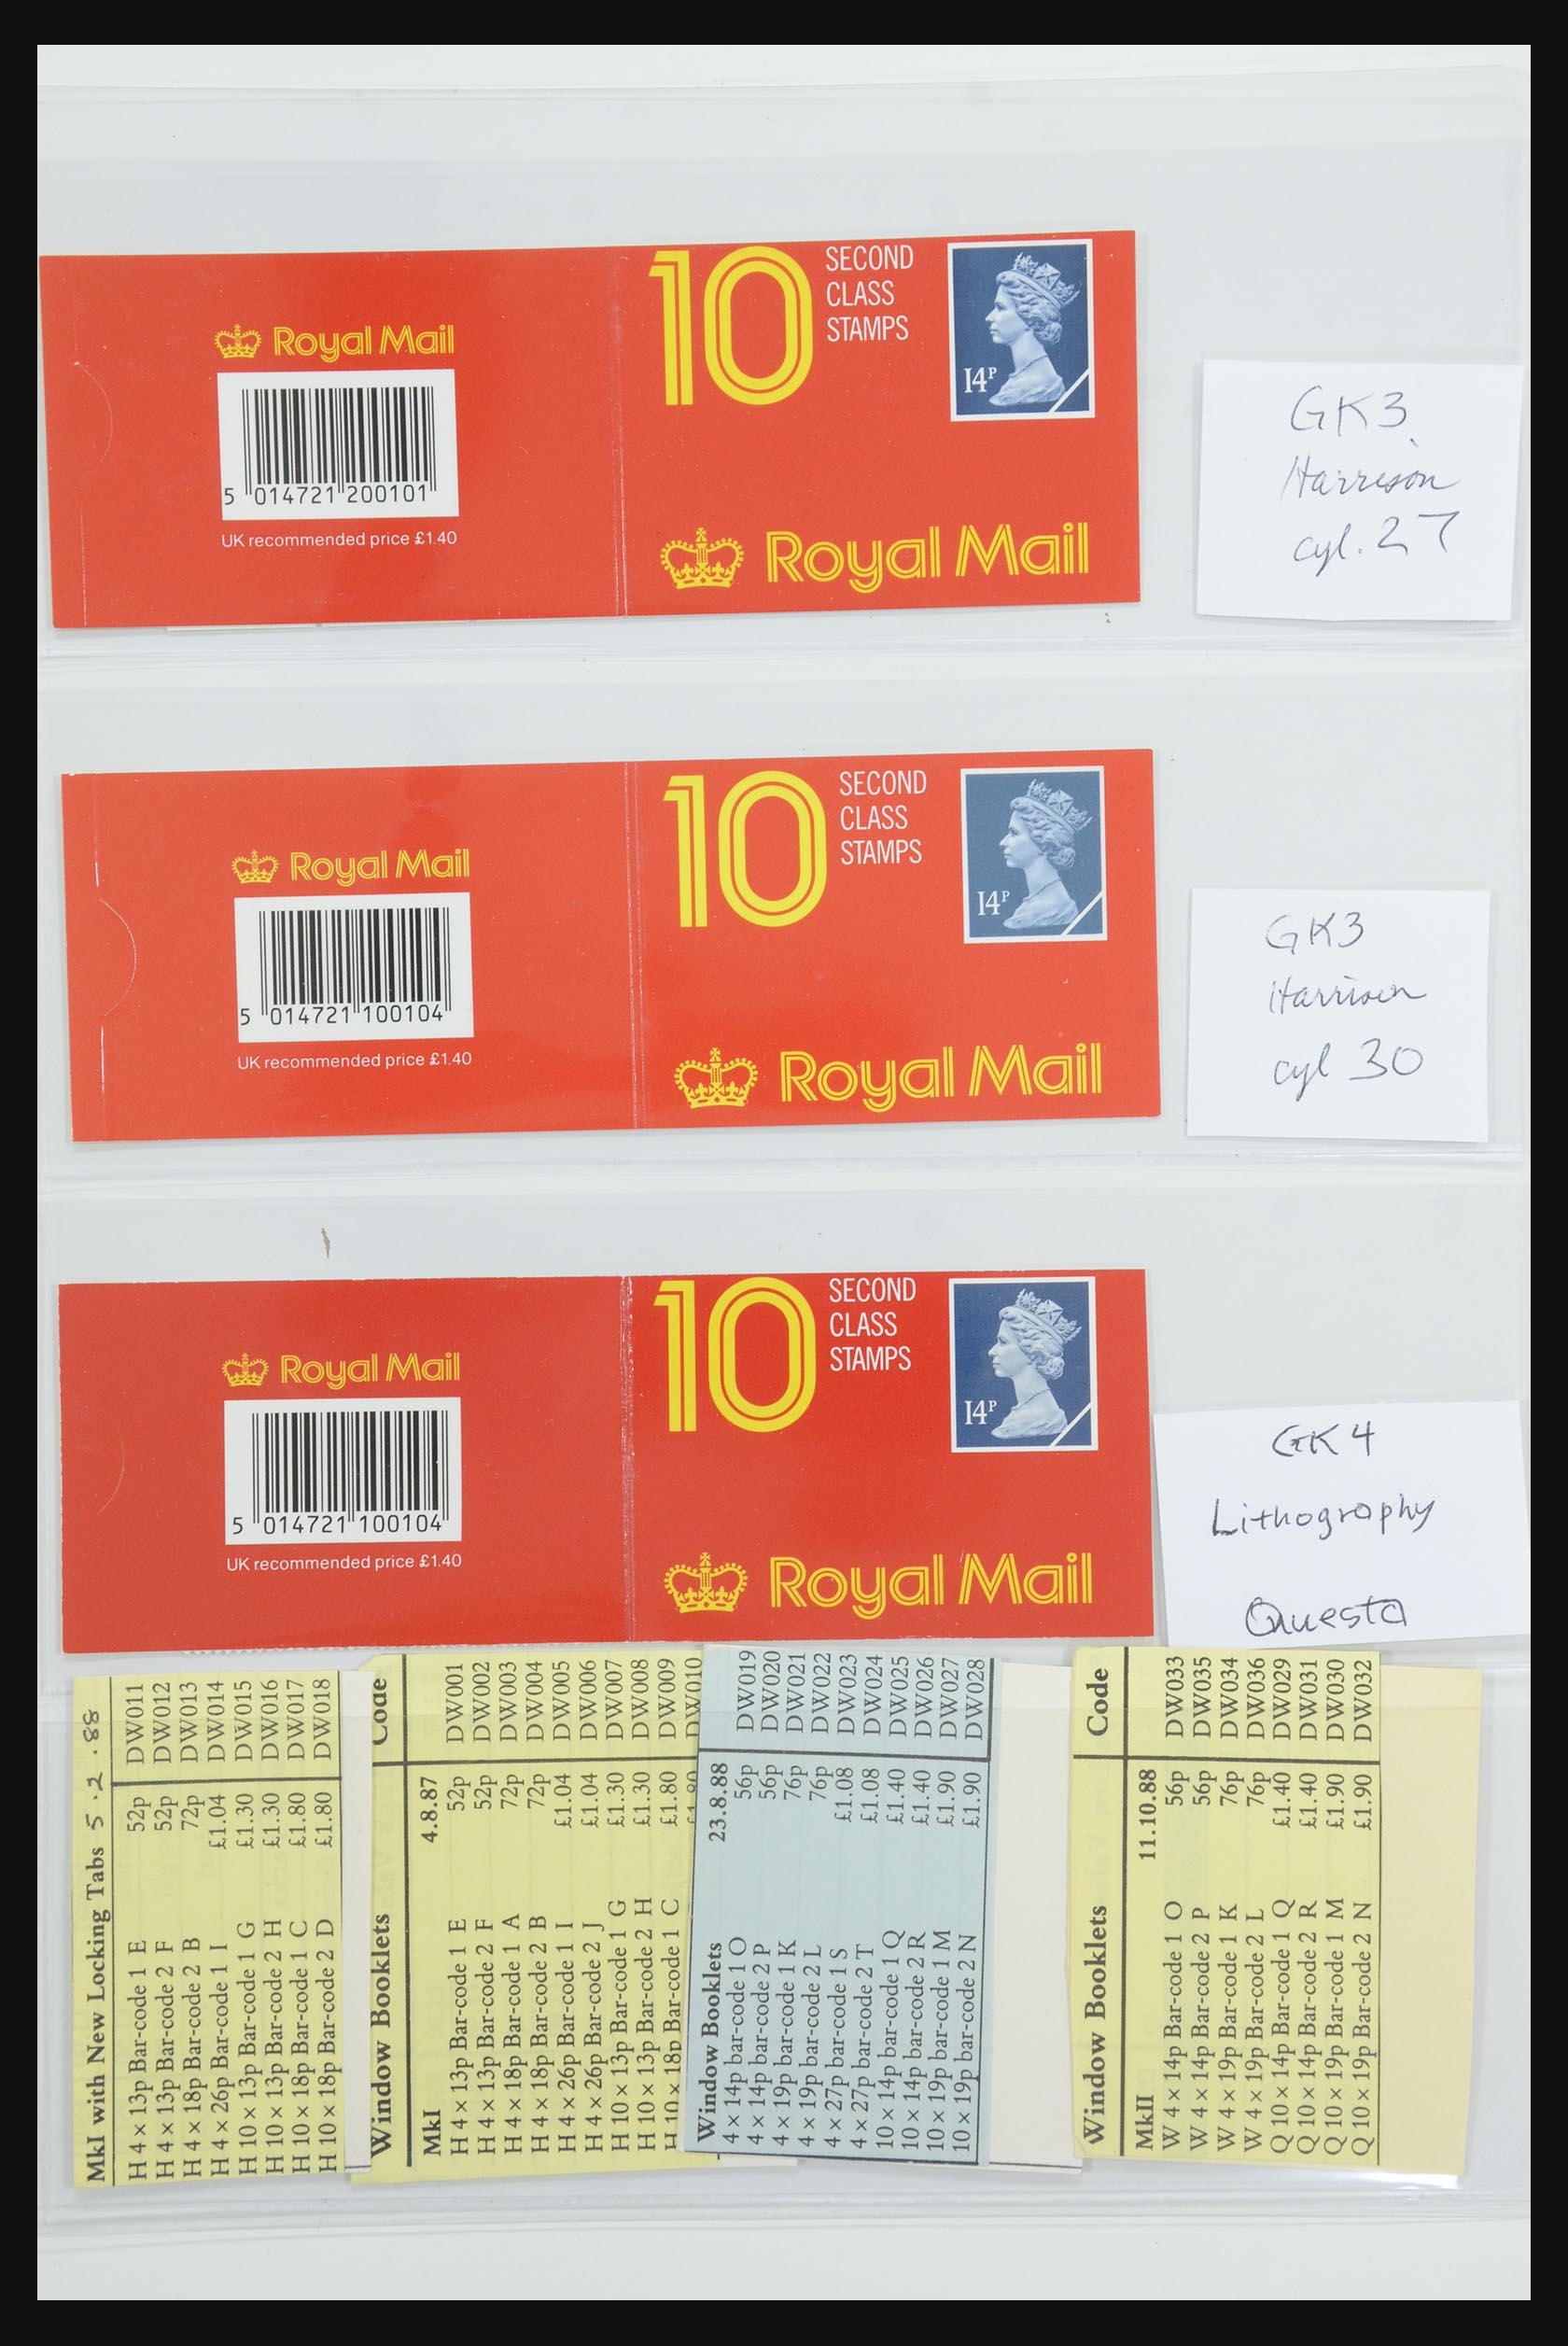 10
SECOND
CLASS
STAMPS
14P
Royal Mail
5 014721 200101
UK recommended price £1.40
Royal Mail
GK3
Harrison
cyl. 27
10
SECOND
CLASS
STAMPS
14P
Royal Mail
5 014721 100104
UK recommended price £1.40
Royal Mail
GK3
Harrison
cyl 30
10
SECOND
CLASS
STAMPS
14P
Royal Mail
5 014721 100104
UK recommended price £1.40
Royal Mail
GK4
Lithography
Questa
MkI with New Locking Tabs 5.2.88
H 4 × 13p Bar-code 1 E 52p DW011
H 4 × 13p Bar-code 2 F 52p DW012
H 4 × 18p Bar-code 2 B 72p DW013
H 4 × 26p Bar-code 1 I £1.04 DW014
H 10 × 13p Bar-code 1 G £1.30 DW015
H 10 × 13p Bar-code 2 H £1.30 DW016
H 10 × 18p Bar-code 1 C £1.80 DW017
H 10 × 18p Bar-code 2 D £1.80 DW018
Window Booklets Code
MkI 4.8.87
H 4 × 13p Bar-code 1 E 52p DW001
H 4 × 13p Bar-code 2 F 52p DW002
H 4 × 18p Bar-code 1 A 72p DW003
H 4 × 18p Bar-code 2 B 72p DW004
H 4 × 26p Bar-code 1 I £1.04 DW005
H 4 × 26p Bar-code 2 J £1.04 DW006
H 10 × 13p Bar-code 1 G £1.30 DW007
H 10 × 13p Bar-code 2 H £1.30 DW008
H 10 × 18p Bar-code 1 C £1.80 DW009
£1.80 DW010
Window Booklets 23.8.88
4 × 14p bar-code 1 O 56p DW019
4 × 14p bar-code 2 P 56p DW020
4 × 19p bar-code 1 K 76p DW021
4 × 19p bar-code 2 L 76p DW022
4 × 27p bar-code 1 S £1.08 DW023
4 × 27p bar-code 2 T £1.08 DW024
10 × 14p bar-code 1 Q £1.40 DW025
10 × 14p bar-code 2 R £1.40 DW026
10 × 19p bar-code 1 M £1.90 DW027
10 × 19p bar-code 2 N £1.90 DW028
Window Booklets Code
MkII 11.10.88
W 4 × 14p Bar-code 1 O 56p DW033
W 4 × 14p Bar-code 2 P 56p DW035
W 4 × 19p Bar-code 1 K 76p DW034
W 4 × 19p Bar-code 2 L 76p DW036
Q 10 × 14p Bar-code 1 Q £1.40 DW029
Q 10 × 14p Bar-code 2 R £1.40 DW031
Q 10 × 19p Bar-code 1 M £1.90 DW030
Q 10 × 19p Bar-code 2 N £1.90 DW032